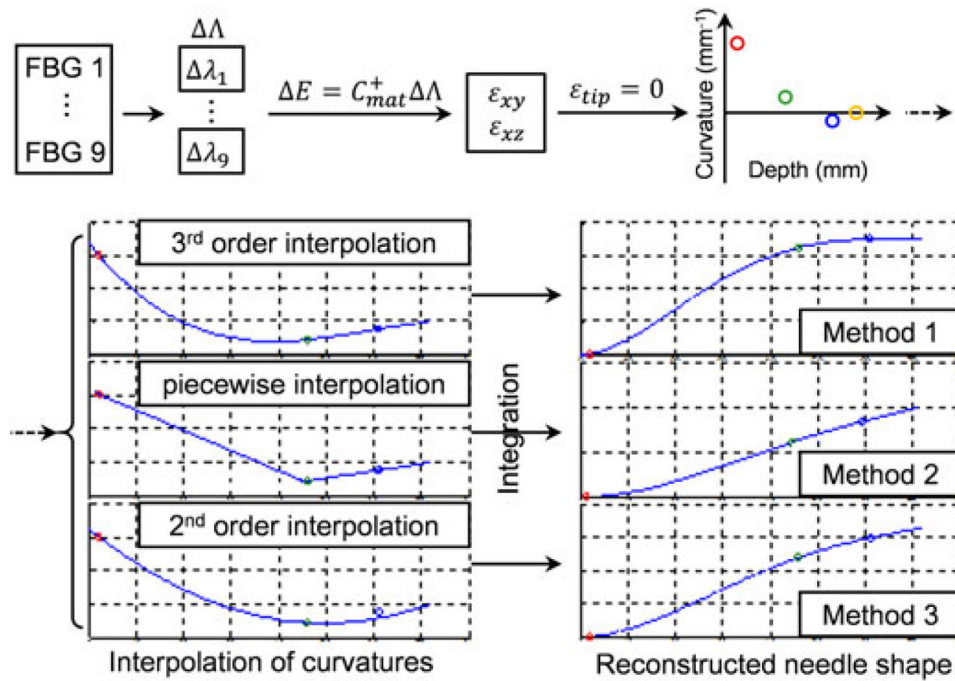 FBG 1
⋮
FBG 9
ΔΛ
Δλ₁
⋮
Δλ₉
ΔE = C⁺ₘₐₜΔΛ
εxy
εxz
εtip = 0
Curvature (mm⁻¹)
Depth (mm)
3rd order interpolation
Method 1
piecewise interpolation
Integration
Method 2
2nd order interpolation
Method 3
Interpolation of curvatures
Reconstructed needle shape